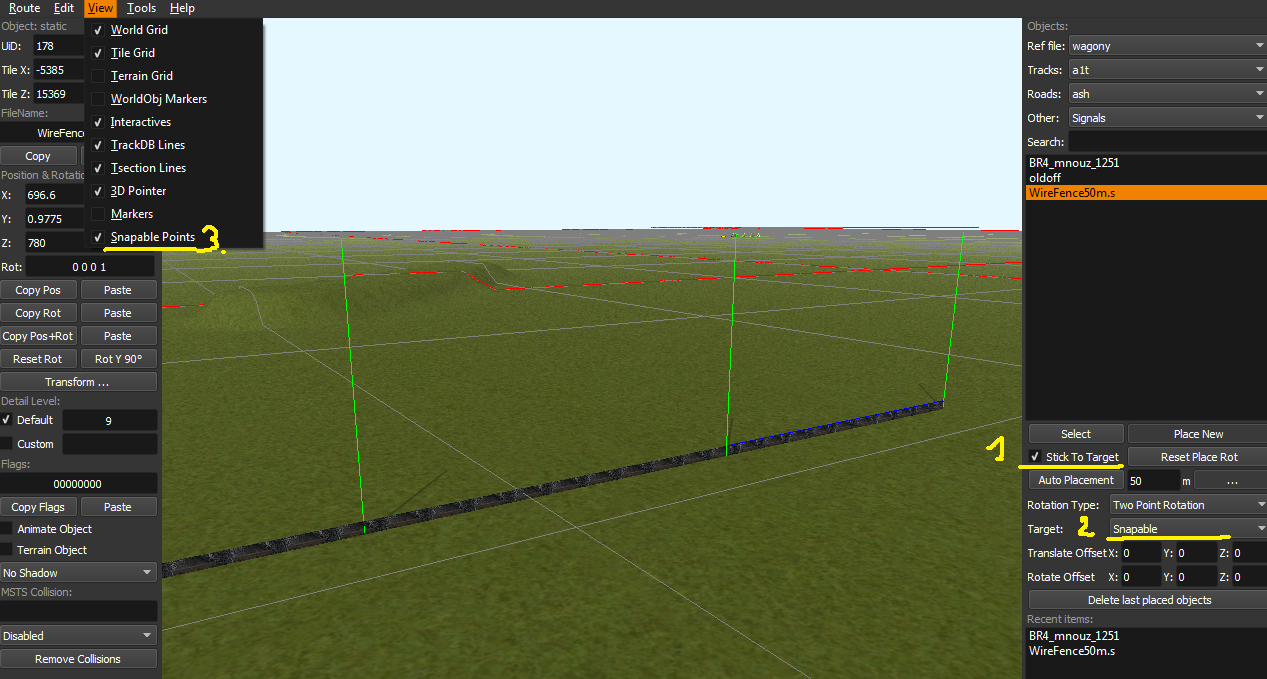 Route Edit View Tools Help
Object: static
UiD: 178
Tile X: -5385
Tile Z: 15369
FileName:
WireFenc
Copy
Position & Rotatio
X: 696.6
Y: 0.9775
Z: 780
Rot: 0 0 0 1
Copy Pos Paste
Copy Rot Paste
Copy Pos+Rot Paste
Reset Rot Rot Y 90°
Transform ...
Detail Level:
Default 9
Custom
Flags:
00000000
Copy Flags Paste
Animate Object
Terrain Object
No Shadow
MSTS Collision:
Disabled
Remove Collisions
World Grid
Tile Grid
Terrain Grid
WorldObj Markers
Interactives
TrackDB Lines
Tsection Lines
3D Pointer
Markers
Snapable Points 3.
Objects:
Ref file: wagony
Tracks: a1t
Roads: ash
Other: Signals
Search:
BR4_mnouz_1251
oldoff
WireFence50m.s
Select Place New
1 Stick To Target Reset Place Rot
Auto Placement 50 m ...
Rotation Type: Two Point Rotation
Target: 2 Snapable
Translate Offset X: 0 Y: 0 Z: 0
Rotate Offset X: 0 Y: 0 Z: 0
Delete last placed objects
Recent items:
BR4_mnouz_1251
WireFence50m.s